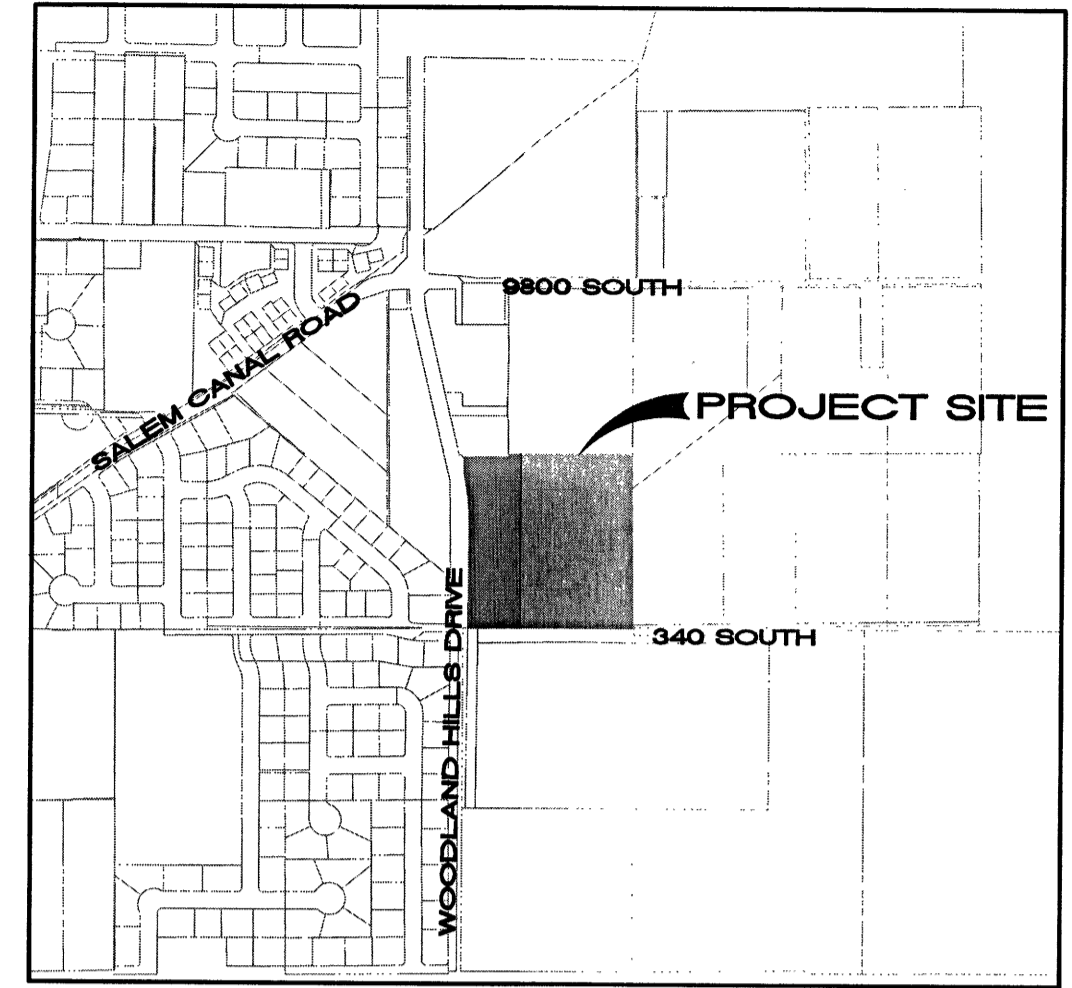 9800 SOUTH
SALEM CANAL ROAD
PROJECT SITE
340 SOUTH
WOODLAND HILLS DRIVE